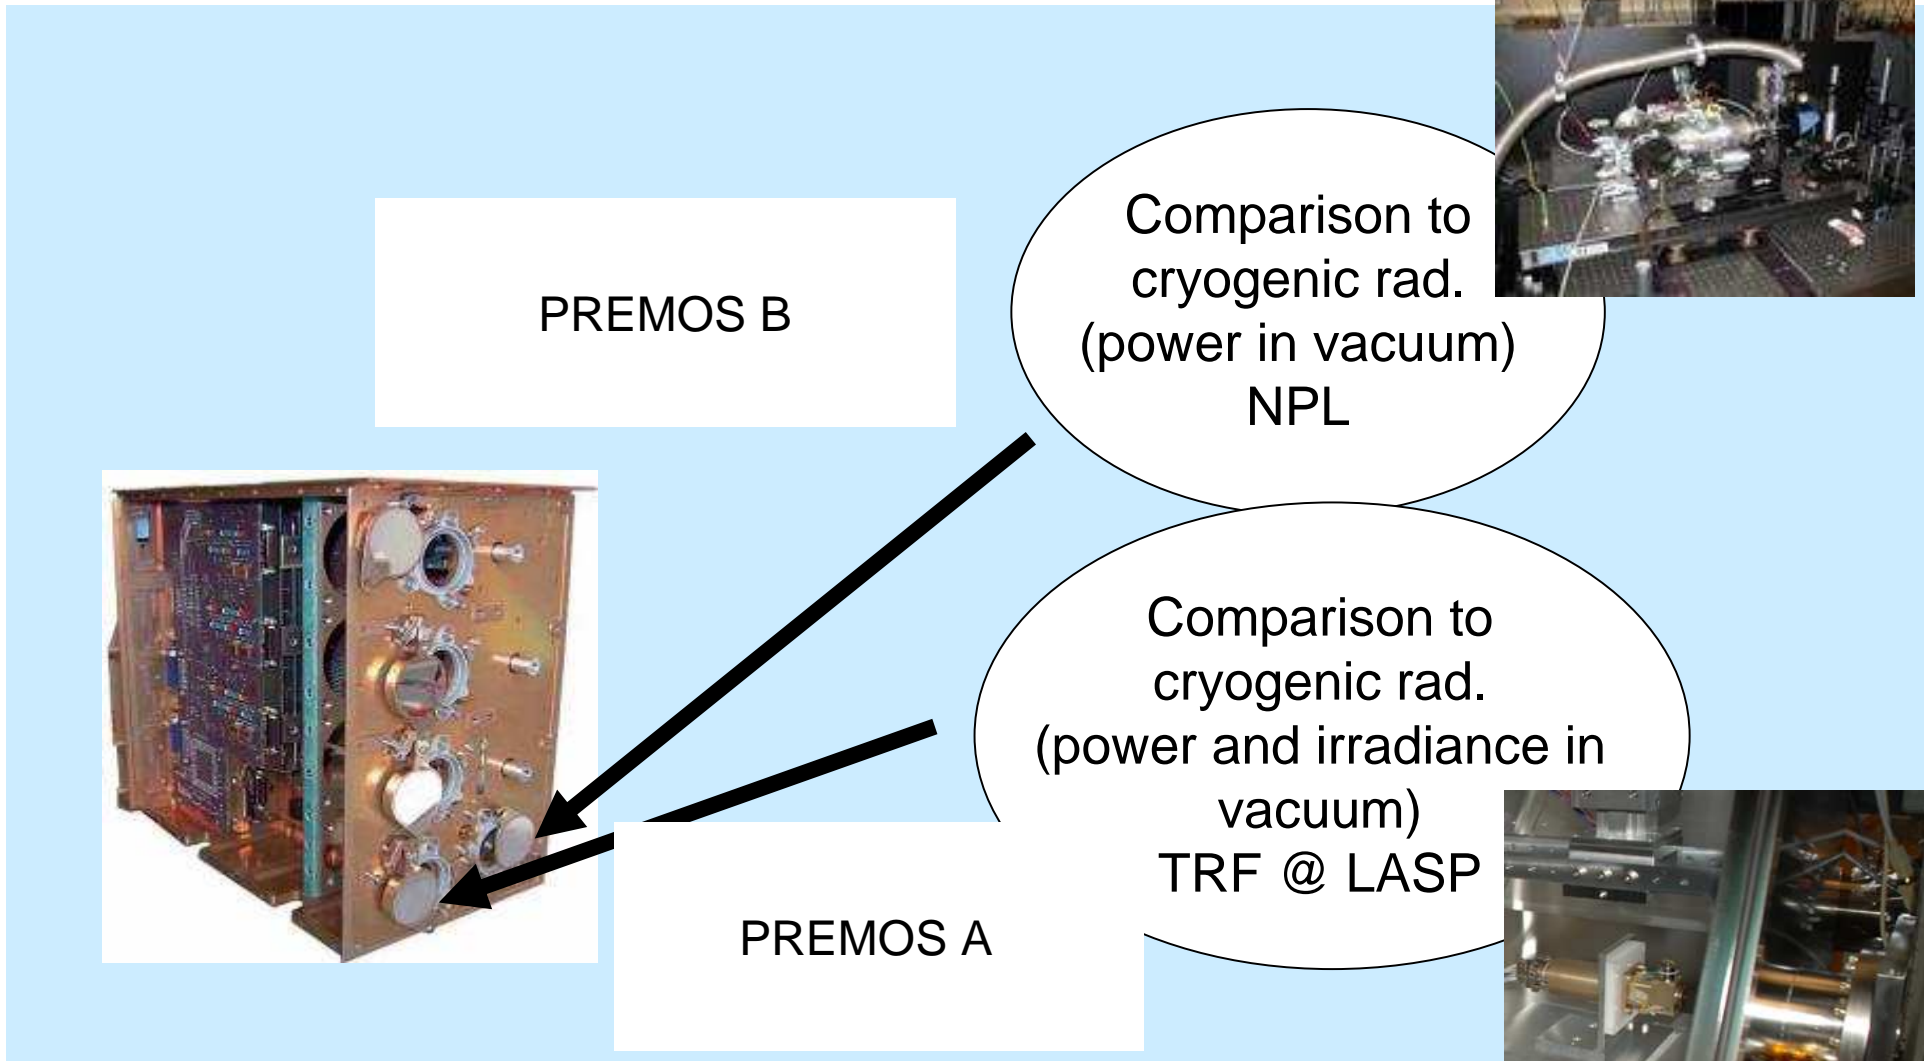 PREMOS B
Comparison to
cryogenic rad.
(power in vacuum)
NPL
Comparison to
cryogenic rad.
(power and irradiance in
vacuum)
TRF @ LASP
PREMOS A